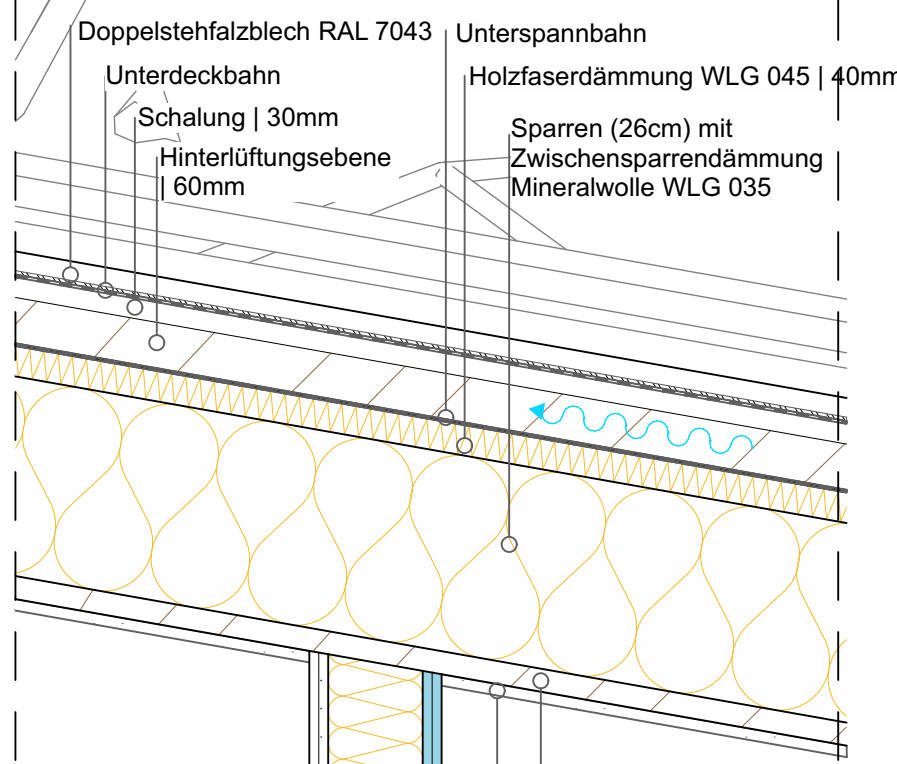 Doppelstehfalzblech RAL 7043
Unterdeckbahn
Schalung | 30mm
Hinterlüftungsebene
| 60mm
Unterspannbahn
Holzfaserdämmung WLG 045 | 40mm
Sparren (26cm) mit
Zwischensparrendämmung
Mineralwolle WLG 035